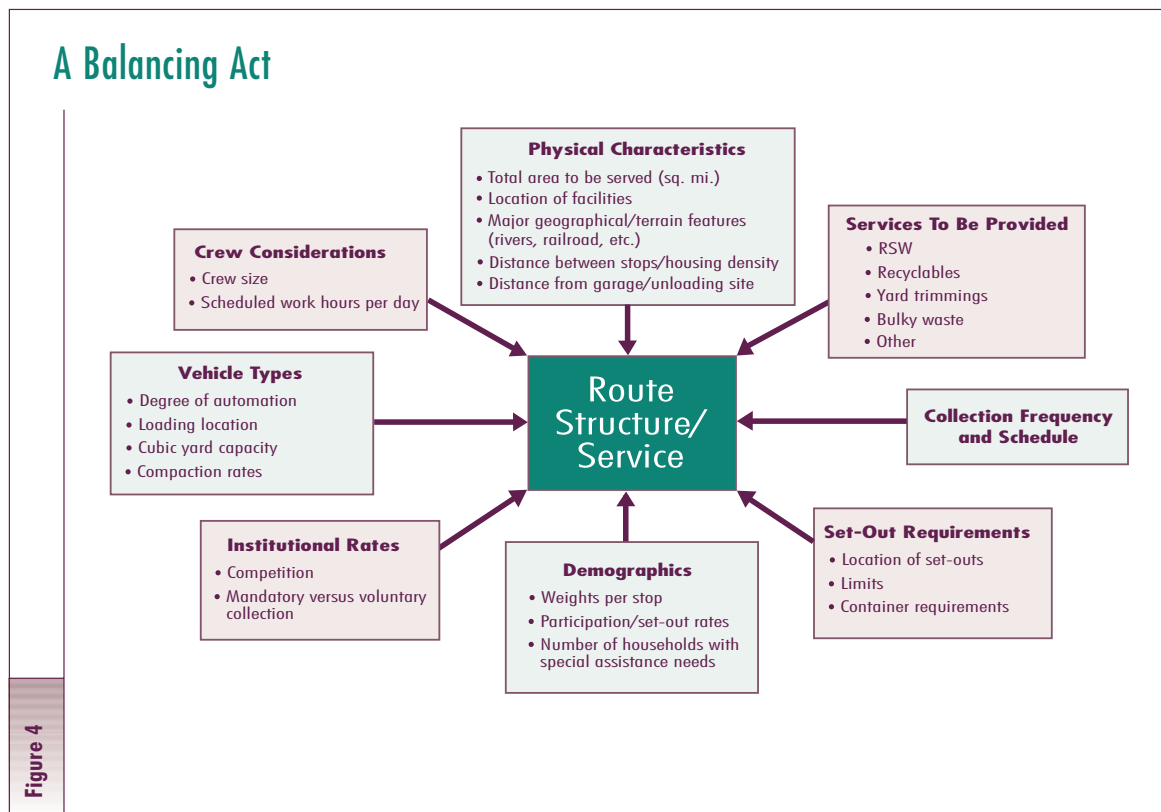 A Balancing Act
Physical Characteristics
• Total area to be served (sq. mi.)
• Location of facilities
• Major geographical/terrain features
(rivers, railroad, etc.)
• Distance between stops/housing density
• Distance from garage/unloading site
Services To Be Provided
• RSW
• Recyclables
• Yard trimmings
• Bulky waste
• Other
Crew Considerations
• Crew size
• Scheduled work hours per day
Vehicle Types
• Degree of automation
• Loading location
• Cubic yard capacity
• Compaction rates
Route
Structure/
Service
Collection Frequency
and Schedule
Institutional Rates
• Competition
• Mandatory versus voluntary
collection
Demographics
• Weights per stop
• Participation/set-out rates
• Number of households with
special assistance needs
Set-Out Requirements
• Location of set-outs
• Limits
• Container requirements
Figure 4